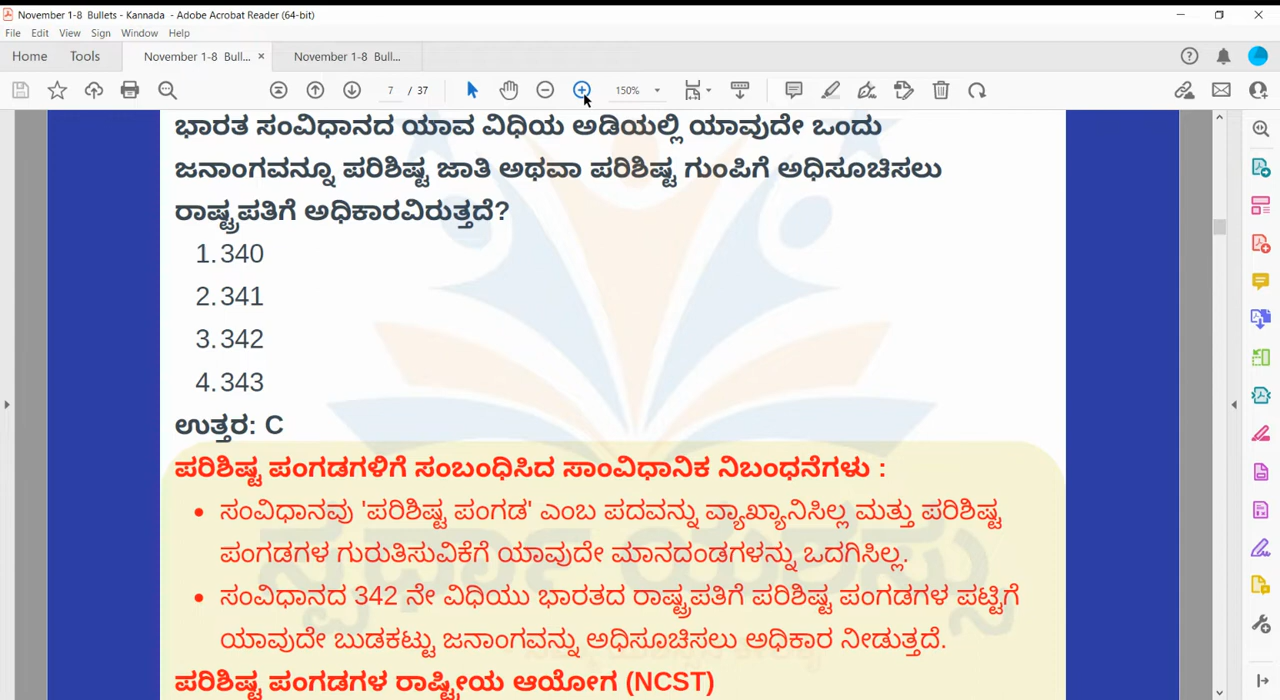 November 1-8 Bullets - Kannada - Adobe Acrobat Reader (64-bit)
File Edit View Sign Window Help
Home Tools November 1-8 Bull... × November 1-8 Bull...
7 / 37 150%
ಭಾರತ ಸಂವಿಧಾನದ ಯಾವ ವಿಧಿಯ ಅಡಿಯಲ್ಲಿ ಯಾವುದೇ ಒಂದು
ಜನಾಂಗವನ್ನೂ ಪರಿಶಿಷ್ಟ ಜಾತಿ ಅಥವಾ ಪರಿಶಿಷ್ಟ ಗುಂಪಿಗೆ ಅಧಿಸೂಚಿಸಲು
ರಾಷ್ಟ್ರಪತಿಗೆ ಅಧಿಕಾರವಿರುತ್ತದೆ?
1. 340
2. 341
3. 342
4. 343
ಉತ್ತರ: C
ಪರಿಶಿಷ್ಟ ಪಂಗಡಗಳಿಗೆ ಸಂಬಂಧಿಸಿದ ಸಾಂವಿಧಾನಿಕ ನಿಬಂಧನೆಗಳು :
• ಸಂವಿಧಾನವು 'ಪರಿಶಿಷ್ಟ ಪಂಗಡ' ಎಂಬ ಪದವನ್ನು ವ್ಯಾಖ್ಯಾನಿಸಿಲ್ಲ ಮತ್ತು ಪರಿಶಿಷ್ಟ
ಪಂಗಡಗಳ ಗುರುತಿಸುವಿಕೆಗೆ ಯಾವುದೇ ಮಾನದಂಡಗಳನ್ನು ಒದಗಿಸಿಲ್ಲ.
• ಸಂವಿಧಾನದ 342 ನೇ ವಿಧಿಯು ಭಾರತದ ರಾಷ್ಟ್ರಪತಿಗೆ ಪರಿಶಿಷ್ಟ ಪಂಗಡಗಳ ಪಟ್ಟಿಗೆ
ಯಾವುದೇ ಬುಡಕಟ್ಟು ಜನಾಂಗವನ್ನು ಅಧಿಸೂಚಿಸಲು ಅಧಿಕಾರ ನೀಡುತ್ತದೆ.
ಪರಿಶಿಷ್ಟ ಪಂಗಡಗಳ ರಾಷ್ಟ್ರೀಯ ಆಯೋಗ (NCST)
ಸ್ಪರ್ಧಾ ಯಶಸ್ಸು